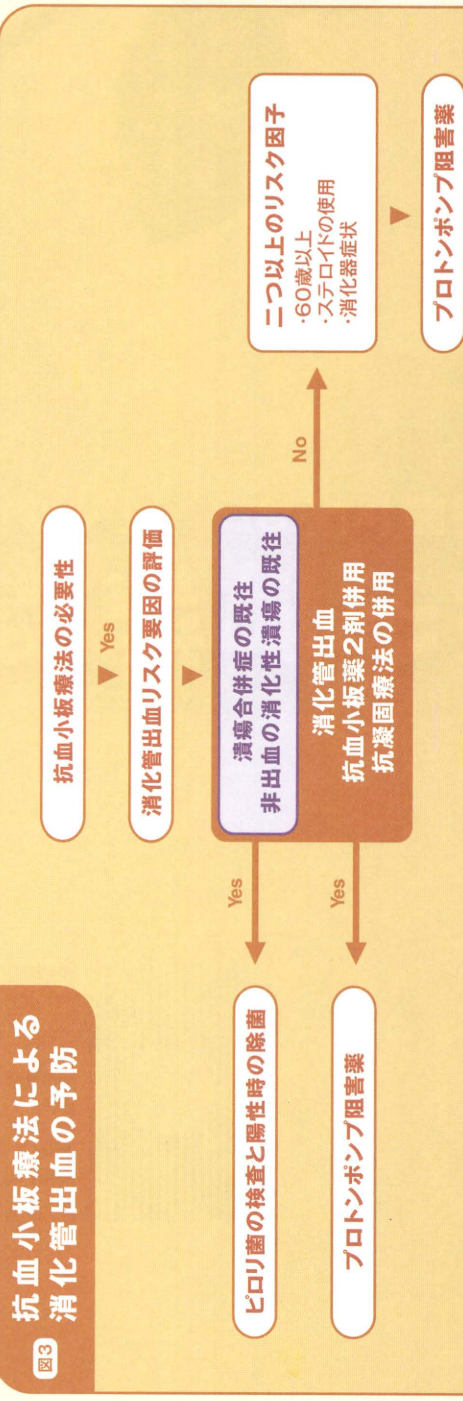 図3
抗血小板療法による
消化管出血の予防
抗血小板療法の必要性
Yes
消化管出血リスク要因の評価
潰瘍合併症の既往
非出血の消化性潰瘍の既往
消化管出血
抗血小板薬2剤併用
抗凝固療法の併用
Yes
ピロリ菌の検査と陽性時の除菌
Yes
プロトンポンプ阻害薬
No
二つ以上のリスク因子
・60歳以上
・ステロイドの使用
・消化器症状
プロトンポンプ阻害薬